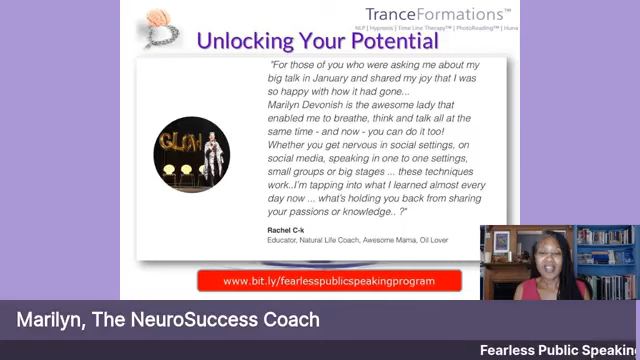 TranceFormations™
NLP | Hypnosis | Time Line Therapy™ | PhotoReading™ | Huna
Unlocking Your Potential
"For those of you who were asking me about my
big talk in January and shared my joy that I was
so happy with how it had gone...
Marilyn Devonish is the awesome lady that
enabled me to breathe, think and talk all at the
same time - and now - you can do it too!
Whether you get nervous in social settings, on
social media, speaking in one to one settings,
small groups or big stages ... these techniques
work..I'm tapping into what I learned almost every
day now ... what's holding you back from sharing
your passions or knowledge.. ?"
GLOW
Rachel C-k
Educator, Natural Life Coach, Awesome Mama, Oil Lover
www.bit.ly/fearlesspublicspeakingprogram
Marilyn, The NeuroSuccess Coach
Fearless Public Speaking